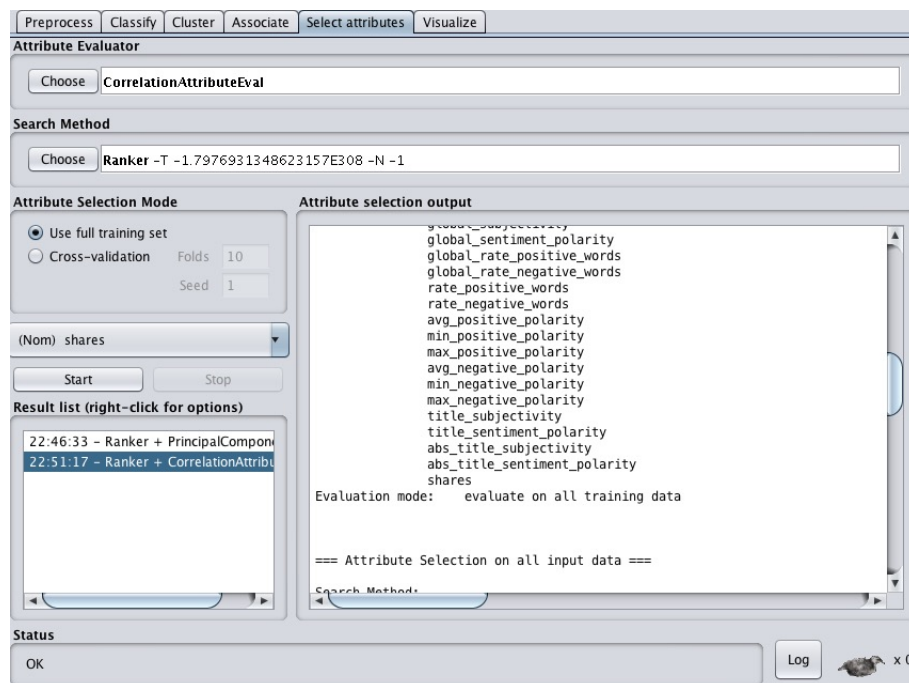 Preprocess Classify Cluster Associate Select attributes Visualize
Attribute Evaluator
Choose CorrelationAttributeEval
Search Method
Choose Ranker -T -1.7976931348623157E308 -N -1
Attribute Selection Mode
Use full training set
Cross-validation Folds 10
Seed 1
(Nom) shares
Start Stop
Result list (right-click for options)
22:46:33 - Ranker + PrincipalCompon
22:51:17 - Ranker + CorrelationAttribu
Attribute selection output
global_subjectivity
global_sentiment_polarity
global_rate_positive_words
global_rate_negative_words
rate_positive_words
rate_negative_words
avg_positive_polarity
min_positive_polarity
max_positive_polarity
avg_negative_polarity
min_negative_polarity
max_negative_polarity
title_subjectivity
title_sentiment_polarity
abs_title_subjectivity
abs_title_sentiment_polarity
shares
Evaluation mode: evaluate on all training data
=== Attribute Selection on all input data ===
Search Method:
Status
OK
Log x 0